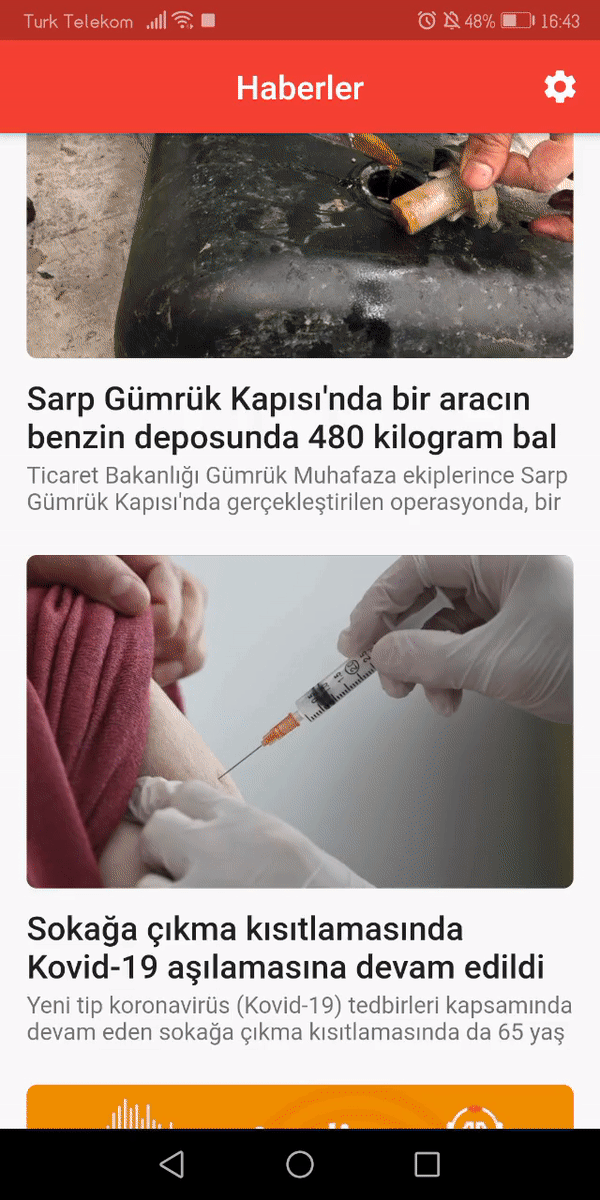 Turk Telekom 48% 16:43
Haberler
Sarp Gümrük Kapısı'nda bir aracın
benzin deposunda 480 kilogram bal
Ticaret Bakanlığı Gümrük Muhafaza ekiplerince Sarp
Gümrük Kapısı'nda gerçekleştirilen operasyonda, bir
Sokağa çıkma kısıtlamasında
Kovid-19 aşılamasına devam edildi
Yeni tip koronavirüs (Kovid-19) tedbirleri kapsamında
devam eden sokağa çıkma kısıtlamasında da 65 yaş